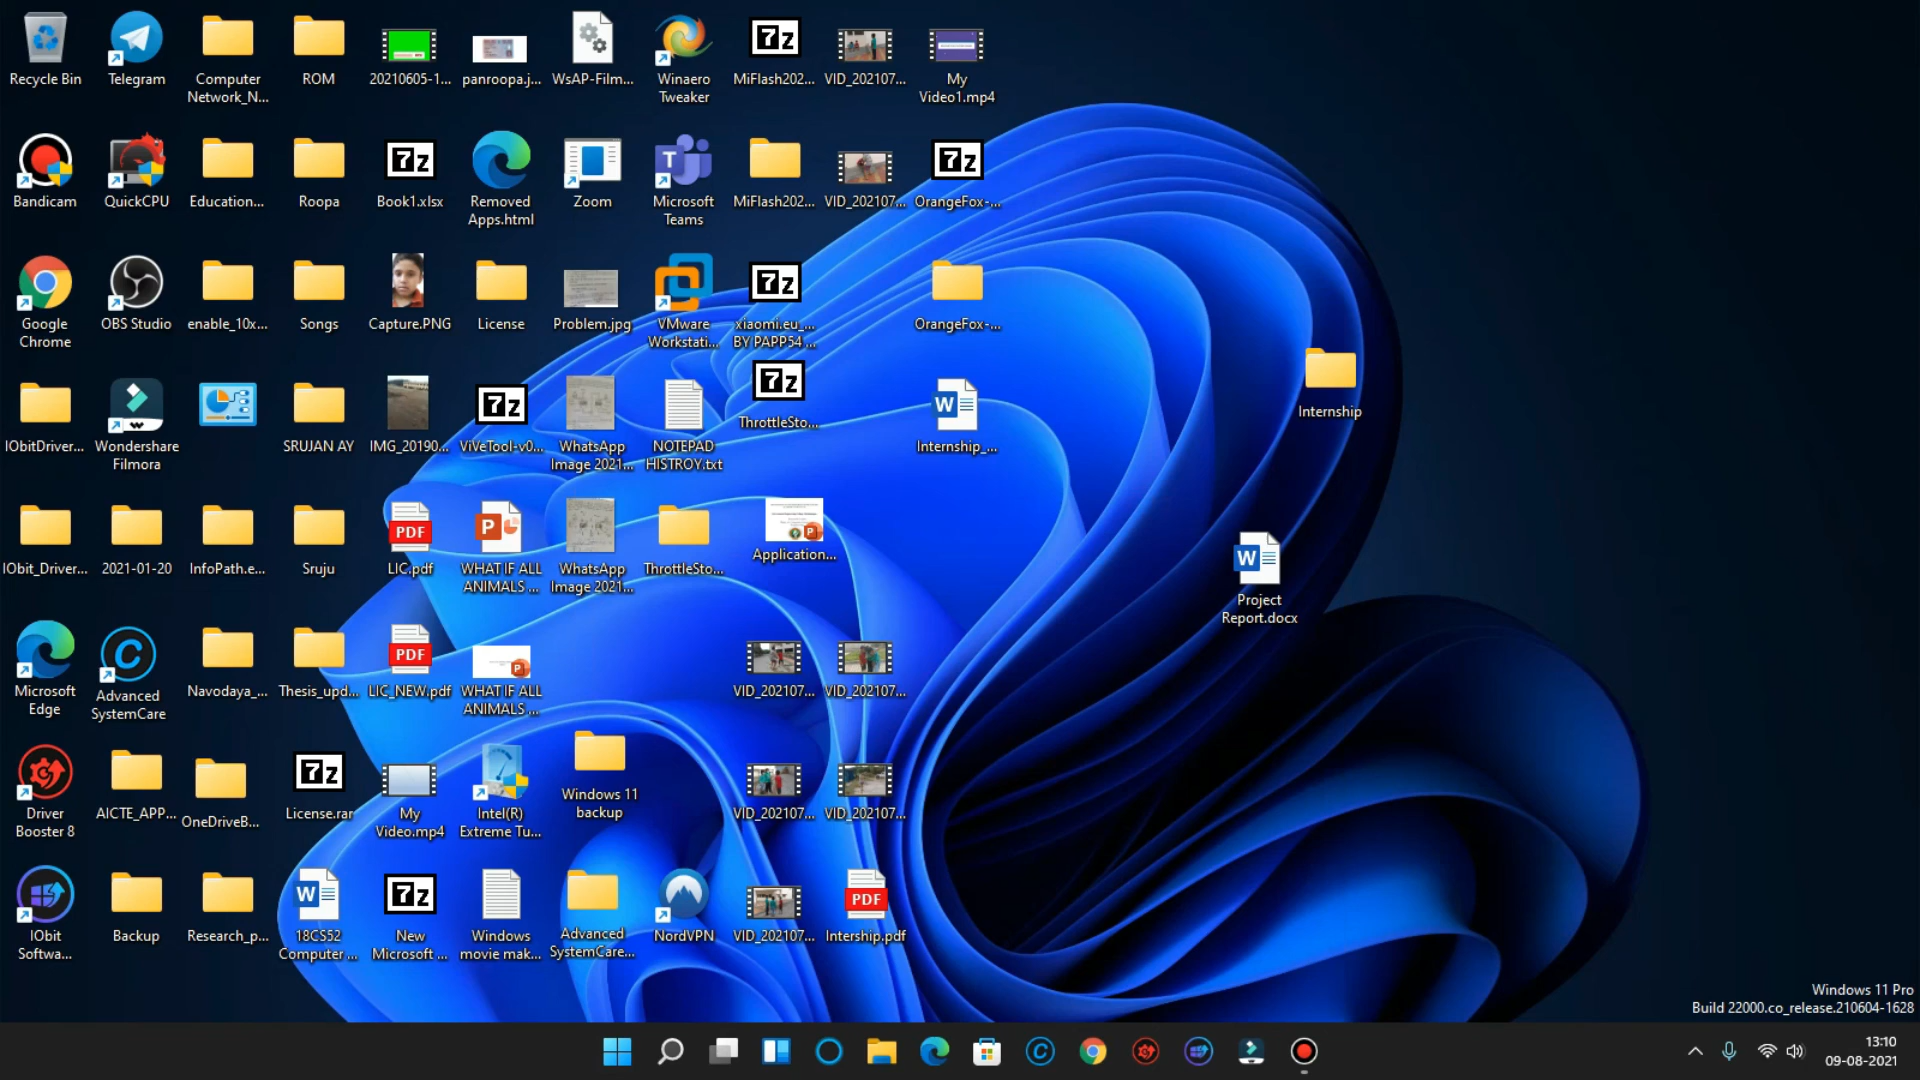 Recycle Bin
Telegram
Computer
Network_N...
ROM
20210605-1...
panroopa.j...
WsAP-Film...
Winaero
Tweaker
MiFlash202...
VID_202107...
My
Video1.mp4
Bandicam
QuickCPU
Education...
Roopa
Book1.xlsx
Removed
Apps.html
Zoom
Microsoft
Teams
MiFlash202...
VID_202107...
OrangeFox-...
Google
Chrome
OBS Studio
enable_10x...
Songs
Capture.PNG
License
Problem.jpg
VMware
Workstati...
xiaomi.eu_...
BY PAPP54 ...
OrangeFox-...
Internship
IObitDriver...
Wondershare
Filmora
SRUJAN AY
IMG_20190...
ViVeTool-v0...
WhatsApp
Image 2021...
NOTEPAD
HISTROY.txt
ThrottleSto...
Internship_...
IObit_Driver...
2021-01-20
InfoPath.e...
Sruju
LIC.pdf
WHAT IF ALL
ANIMALS ...
WhatsApp
Image 2021...
ThrottleSto...
Application...
Project
Report.docx
Microsoft
Edge
Advanced
SystemCare
Navodaya_...
Thesis_upd...
LIC_NEW.pdf
WHAT IF ALL
ANIMALS ...
VID_202107...
VID_202107...
Driver
Booster 8
AICTE_APP...
OneDriveB...
License.rar
My
Video.mp4
Intel(R)
Extreme Tu...
Windows 11
backup
VID_202107...
VID_202107...
IObit
Softwa...
Backup
Research_p...
18CS52
Computer ...
New
Microsoft ...
Windows
movie mak...
Advanced
SystemCare...
NordVPN
VID_202107...
Intership.pdf
Windows 11 Pro
Build 22000.co_release.210604-1628
13:10
09-08-2021